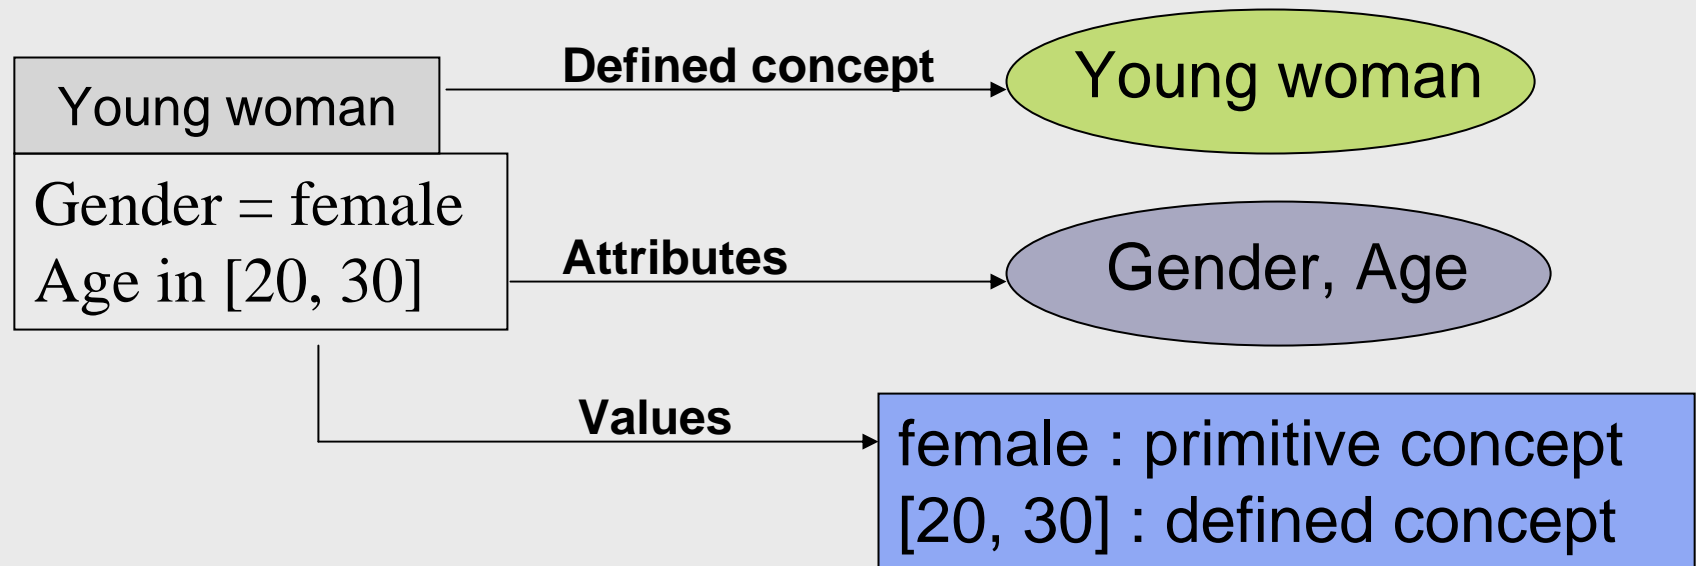 Young woman
Gender = female
Age in [20, 30]
Defined concept
Young woman
Attributes
Gender, Age
Values
female : primitive concept
[20, 30] : defined concept